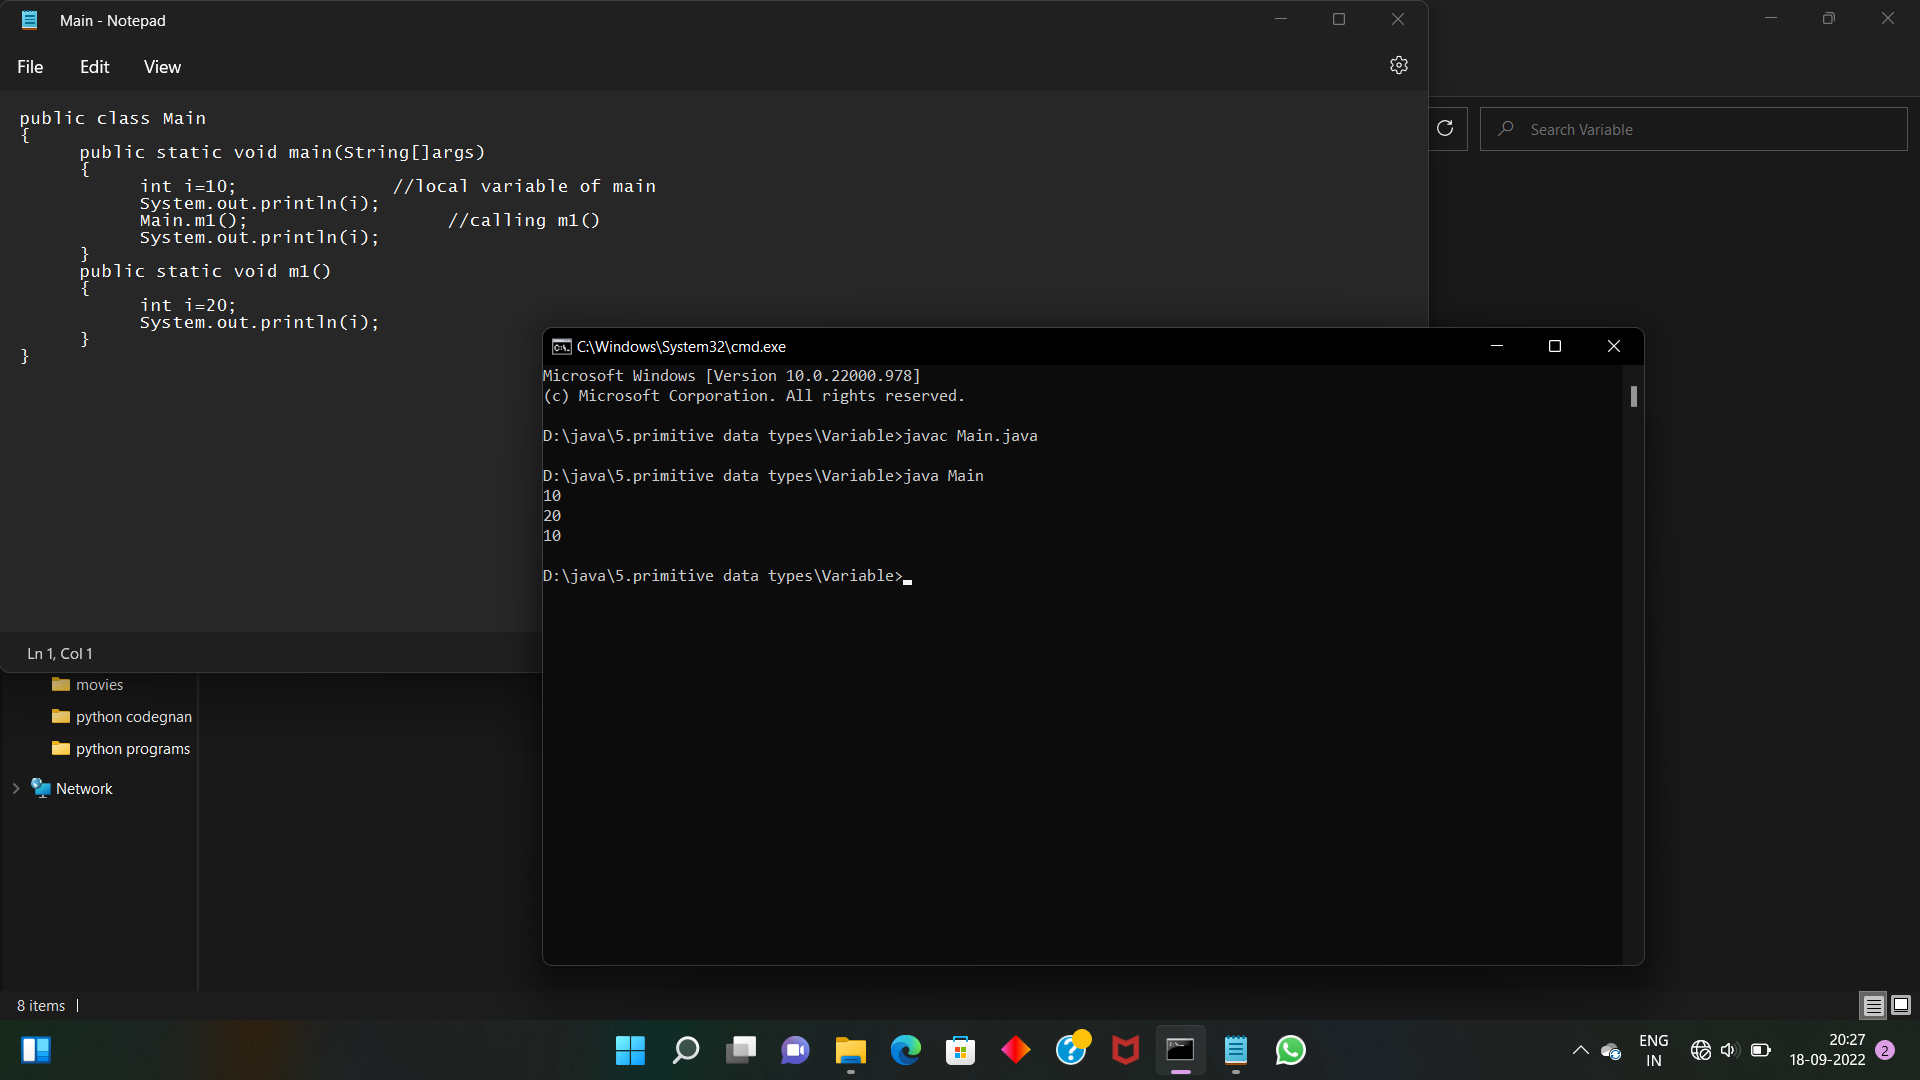 Main - Notepad
File Edit View
public class Main
{
public static void main(String[]args)
{
int i=10; //local variable of main
System.out.println(i);
Main.m1(); //calling m1()
System.out.println(i);
}
public static void m1()
{
int i=20;
System.out.println(i);
}
}
Ln 1, Col 1
Search Variable
C:\Windows\System32\cmd.exe
Microsoft Windows [Version 10.0.22000.978]
(c) Microsoft Corporation. All rights reserved.
D:\java\5.primitive data types\Variable>javac Main.java
D:\java\5.primitive data types\Variable>java Main
10
20
10
D:\java\5.primitive data types\Variable>
movies
python codegnan
python programs
Network
8 items
ENG
IN
20:27
18-09-2022
2